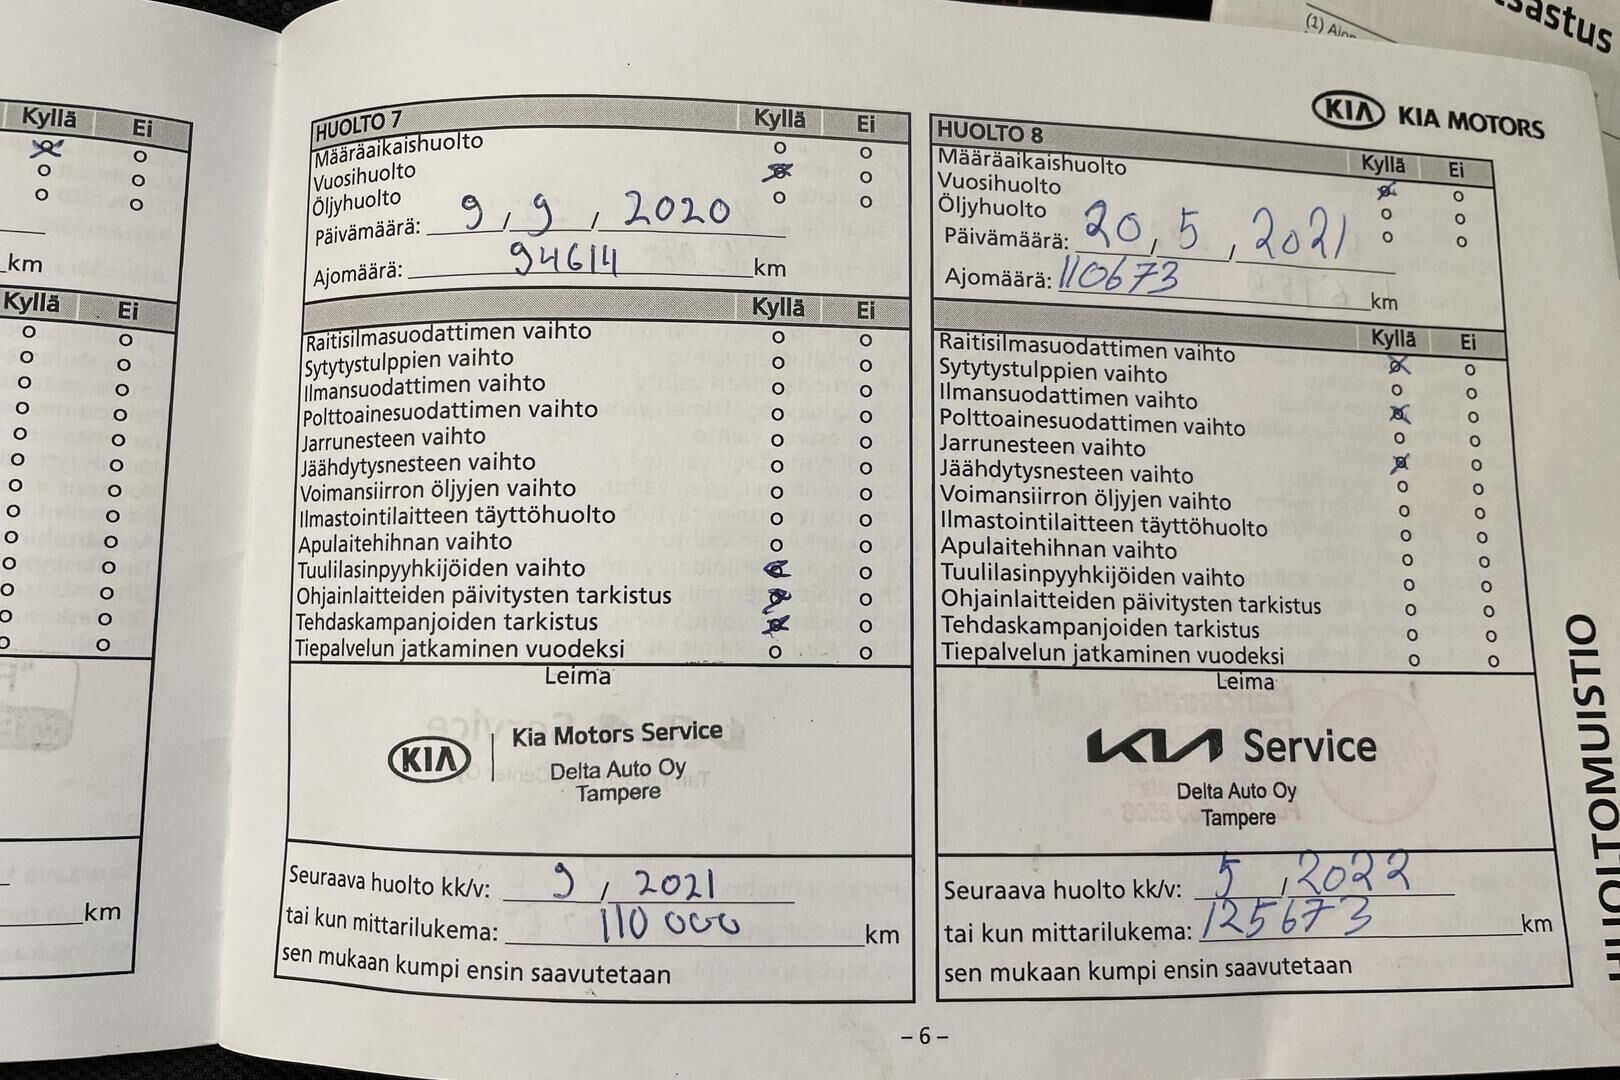 sastus
(1) Ajon
Kyllä Ei
km
Kyllä Ei
km
HUOLTO 7 Kyllä Ei
Määräaikaishuolto
Vuosihuolto
Öljyhuolto
Päivämäärä: 9, 9, 2020
Ajomäärä: 94614 km
Kyllä Ei
Raitisilmasuodattimen vaihto
Sytytystulppien vaihto
Ilmansuodattimen vaihto
Polttoainesuodattimen vaihto
Jarrunesteen vaihto
Jäähdytysnesteen vaihto
Voimansiirron öljyjen vaihto
Ilmastointilaitteen täyttöhuolto
Apulaitehihnan vaihto
Tuulilasinpyyhkijöiden vaihto
Ohjainlaitteiden päivitysten tarkistus
Tehdaskampanjoiden tarkistus
Tiepalvelun jatkaminen vuodeksi
Leima
KIA Kia Motors Service
Delta Auto Oy
Tampere
Seuraava huolto kk/v: 9, 2021
tai kun mittarilukema: 110 000 km
sen mukaan kumpi ensin saavutetaan
KIA KIA MOTORS
HUOLTO 8 Kyllä Ei
Määräaikaishuolto
Vuosihuolto
Öljyhuolto
Päivämäärä: 20, 5, 2021
Ajomäärä: 110673 km
Kyllä Ei
Raitisilmasuodattimen vaihto
Sytytystulppien vaihto
Ilmansuodattimen vaihto
Polttoainesuodattimen vaihto
Jarrunesteen vaihto
Jäähdytysnesteen vaihto
Voimansiirron öljyjen vaihto
Ilmastointilaitteen täyttöhuolto
Apulaitehihnan vaihto
Tuulilasinpyyhkijöiden vaihto
Ohjainlaitteiden päivitysten tarkistus
Tehdaskampanjoiden tarkistus
Tiepalvelun jatkaminen vuodeksi
Leima
KIA Service
Delta Auto Oy
Tampere
Seuraava huolto kk/v: 5, 2022
tai kun mittarilukema: 125673 km
sen mukaan kumpi ensin saavutetaan
HUOLTOMUISTIO
- 6 -